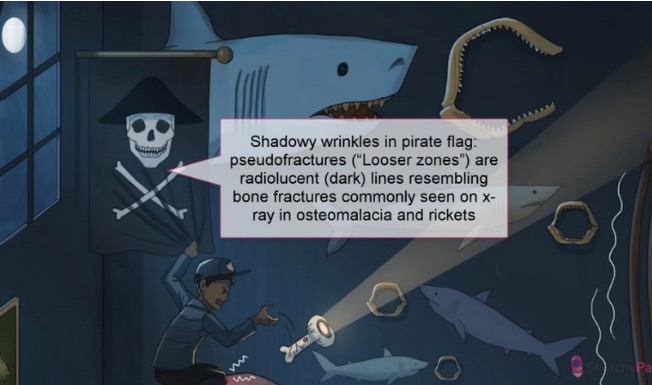 Shadowy wrinkles in pirate flag:
pseudofractures (“Looser zones”) are
radiolucent (dark) lines resembling
bone fractures commonly seen on x-
ray in osteomalacia and rickets
SketchyPa